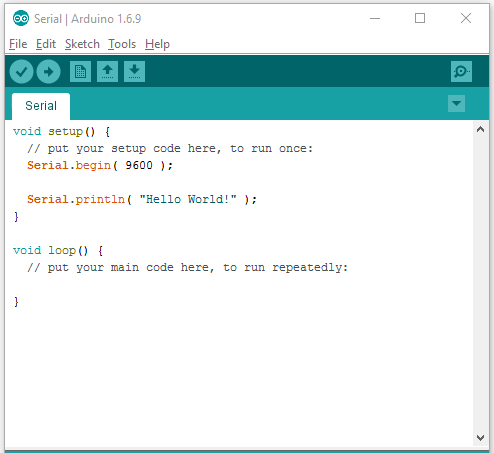 Serial | Arduino 1.6.9
File Edit Sketch Tools Help
Serial
void setup() {
  // put your setup code here, to run once:
  Serial.begin( 9600 );
  Serial.println( "Hello World!" );
}
void loop() {
  // put your main code here, to run repeatedly:
}